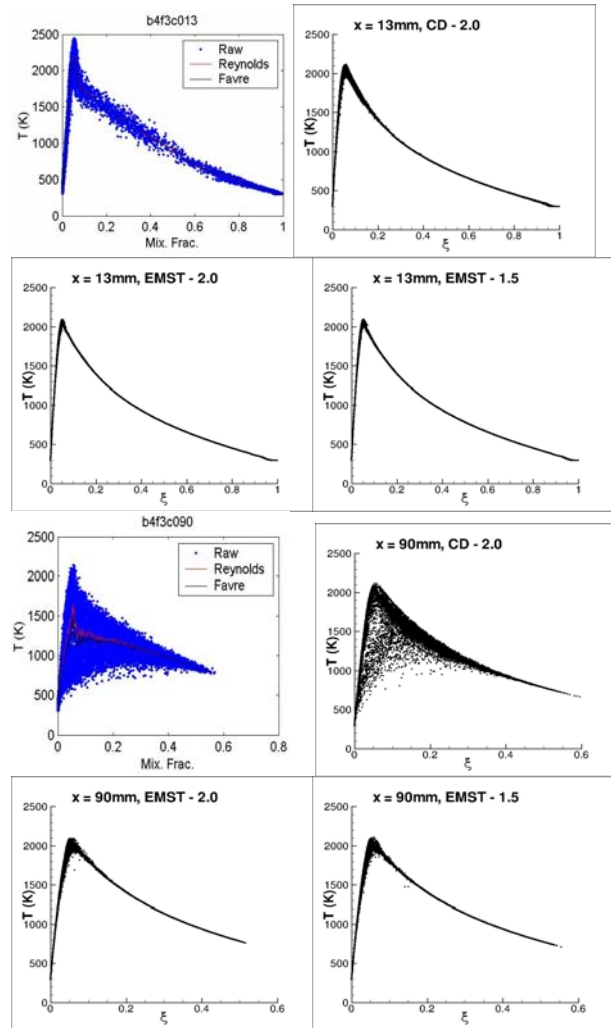 b4f3c013
2500
2000
1500
1000
500
0
T (K)
0 0.2 0.4 0.6 0.8 1
Mix. Frac.
Raw
Reynolds
Favre
x = 13mm, CD - 2.0
2500
2000
1500
1000
500
0
T (K)
0 0.2 0.4 0.6 0.8 1
ξ
x = 13mm, EMST - 2.0
2500
2000
1500
1000
500
0
T (K)
0 0.2 0.4 0.6 0.8 1
ξ
x = 13mm, EMST - 1.5
2500
2000
1500
1000
500
0
T (K)
0 0.2 0.4 0.6 0.8 1
ξ
b4f3c090
2500
2000
1500
1000
500
0
T (K)
0 0.2 0.4 0.6 0.8
Mix. Frac.
Raw
Reynolds
Favre
x = 90mm, CD - 2.0
2500
2000
1500
1000
500
0
T (K)
0 0.1 0.2 0.3 0.4 0.5 0.6
ξ
x = 90mm, EMST - 2.0
2500
2000
1500
1000
500
0
T (K)
0 0.2 0.4 0.6
ξ
x = 90mm, EMST - 1.5
2500
2000
1500
1000
500
0
T (K)
0 0.2 0.4 0.6
ξ